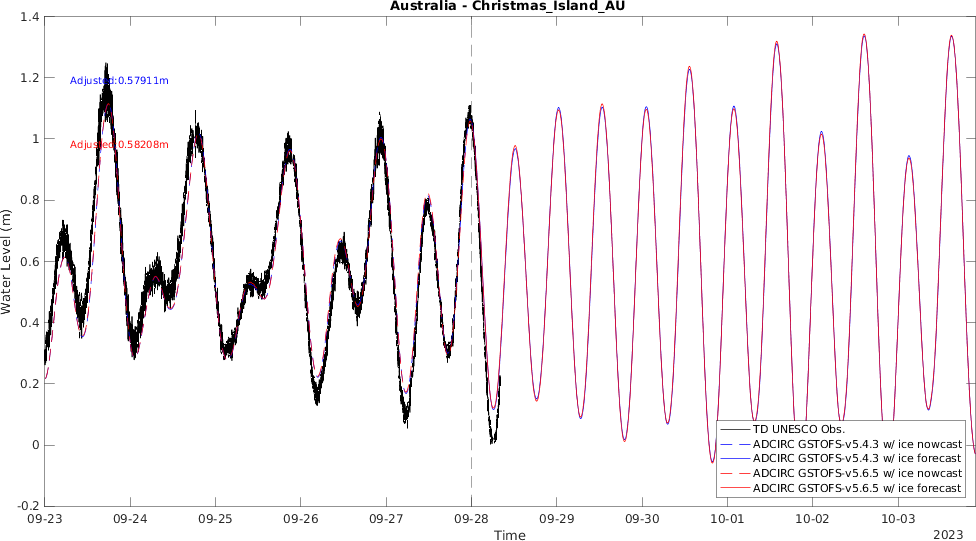 Australia - Christmas_Island_AU
1.4
1.2
1
0.8
0.6
0.4
0.2
0
-0.2
Water Level (m)
Adjusted:0.57911m
Adjusted:0.58208m
TD UNESCO Obs.
ADCIRC GSTOFS-v5.4.3 w/ ice nowcast
ADCIRC GSTOFS-v5.4.3 w/ ice forecast
ADCIRC GSTOFS-v5.6.5 w/ ice nowcast
ADCIRC GSTOFS-v5.6.5 w/ ice forecast
09-23 09-24 09-25 09-26 09-27 09-28 09-29 09-30 10-01 10-02 10-03
Time
2023